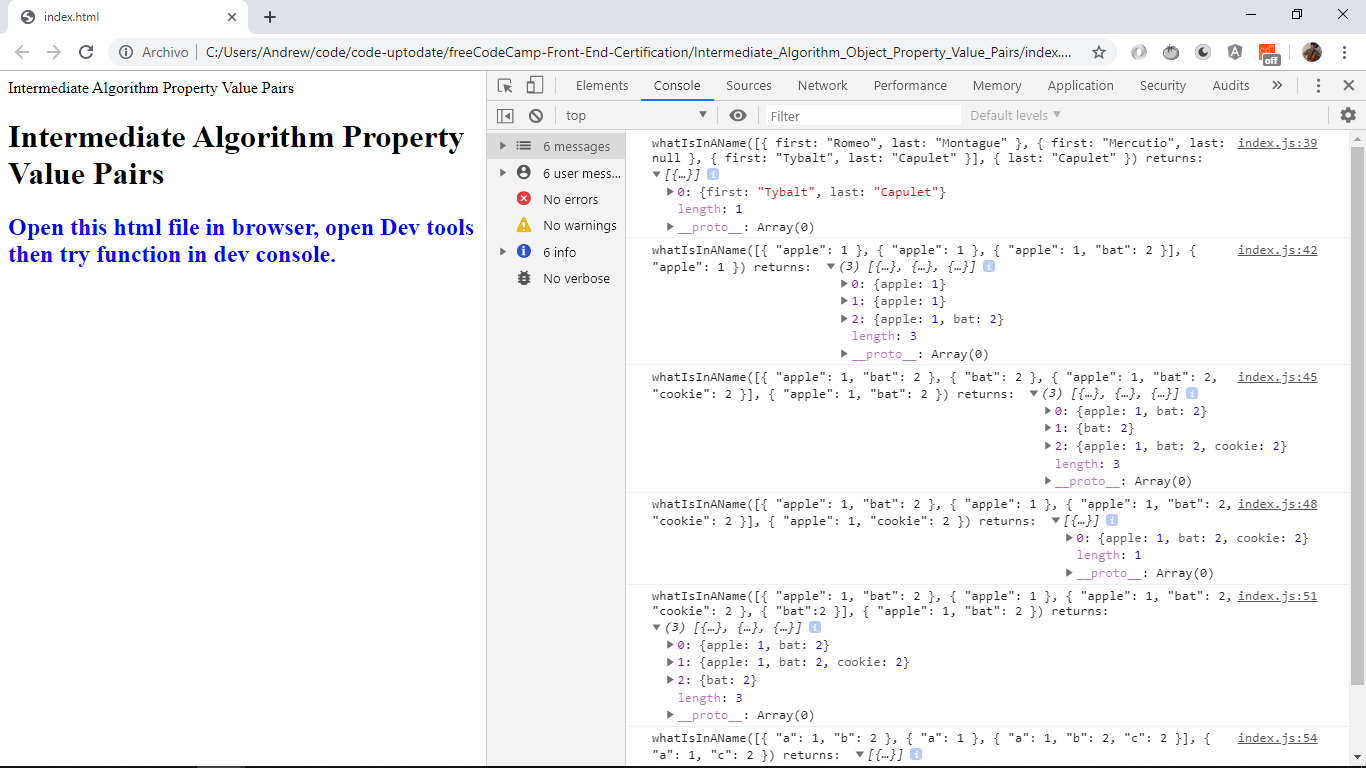 index.html
Archivo
C:/Users/Andrew/code/code-uptodate/freeCodeCamp-Front-End-Certification/Intermediate_Algorithm_Object_Property_Value_Pairs/index....
off
Intermediate Algorithm Property Value Pairs
Intermediate Algorithm Property
Value Pairs
Open this html file in browser, open Dev tools
then try function in dev console.
Elements Console Sources Network Performance Memory Application Security Audits »
top Filter Default levels
6 messages
6 user mess...
No errors
No warnings
6 info
No verbose
whatIsInAName([{ first: "Romeo", last: "Montague" }, { first: "Mercutio", last: index.js:39
null }, { first: "Tybalt", last: "Capulet" }], { last: "Capulet" }) returns:
[{…}]
0: {first: "Tybalt", last: "Capulet"}
length: 1
__proto__: Array(0)
whatIsInAName([{ "apple": 1 }, { "apple": 1 }, { "apple": 1, "bat": 2 }], { index.js:42
"apple": 1 }) returns: (3) [{…}, {…}, {…}]
0: {apple: 1}
1: {apple: 1}
2: {apple: 1, bat: 2}
length: 3
__proto__: Array(0)
whatIsInAName([{ "apple": 1, "bat": 2 }, { "bat": 2 }, { "apple": 1, "bat": 2, index.js:45
"cookie": 2 }], { "apple": 1, "bat": 2 }) returns: (3) [{…}, {…}, {…}]
0: {apple: 1, bat: 2}
1: {bat: 2}
2: {apple: 1, bat: 2, cookie: 2}
length: 3
__proto__: Array(0)
whatIsInAName([{ "apple": 1, "bat": 2 }, { "apple": 1 }, { "apple": 1, "bat": 2, index.js:48
"cookie": 2 }], { "apple": 1, "cookie": 2 }) returns: [{…}]
0: {apple: 1, bat: 2, cookie: 2}
length: 1
__proto__: Array(0)
whatIsInAName([{ "apple": 1, "bat": 2 }, { "apple": 1 }, { "apple": 1, "bat": 2, index.js:51
"cookie": 2 }, { "bat":2 }], { "apple": 1, "bat": 2 }) returns:
(3) [{…}, {…}, {…}]
0: {apple: 1, bat: 2}
1: {apple: 1, bat: 2, cookie: 2}
2: {bat: 2}
length: 3
__proto__: Array(0)
whatIsInAName([{ "a": 1, "b": 2 }, { "a": 1 }, { "a": 1, "b": 2, "c": 2 }], { index.js:54
"a": 1, "c": 2 }) returns: [{…}]